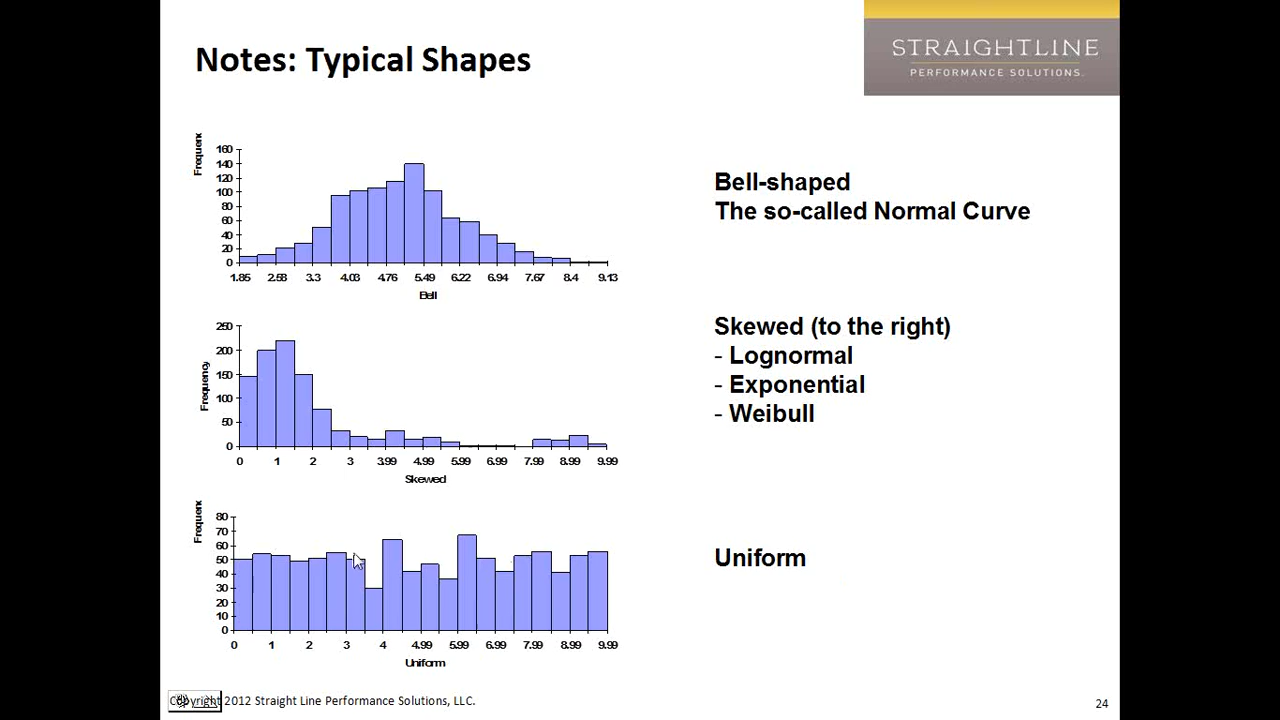 Notes: Typical Shapes
STRAIGHTLINE
PERFORMANCE SOLUTIONS.
160
140
120
100
80
60
40
20
0
1.85 2.58 3.3 4.03 4.76 5.49 6.22 6.94 7.67 8.4 9.13
Bell
Bell-shaped
The so-called Normal Curve
Frequency
250
200
150
100
50
0
0 1 2 3 3.99 4.99 5.99 6.99 7.99 8.99 9.99
Skewed
Skewed (to the right)
- Lognormal
- Exponential
- Weibull
80
70
60
50
40
30
20
10
0
0 1 2 3 4 4.99 5.99 6.99 7.99 8.99 9.99
Uniform
Uniform
Copyright 2012 Straight Line Performance Solutions, LLC.
24